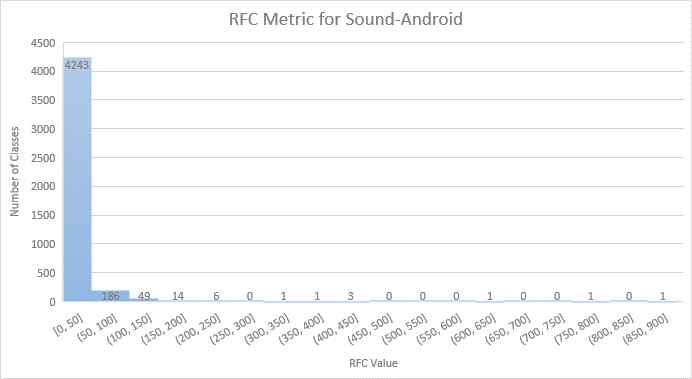 RFC Metric for Sound-Android
4500
4000
3500
3000
2500
2000
1500
1000
500
0
Number of Classes
4243
186 49 14 6 0 1 1 3 0 0 0 1 0 0 1 0 1
[0, 50] (50, 100] (100, 150] (150, 200] (200, 250] (250, 300] (300, 350] (350, 400] (400, 450] (450, 500] (500, 550] (550, 600] (600, 650] (650, 700] (700, 750] (750, 800] (800, 850] (850, 900]
RFC Value